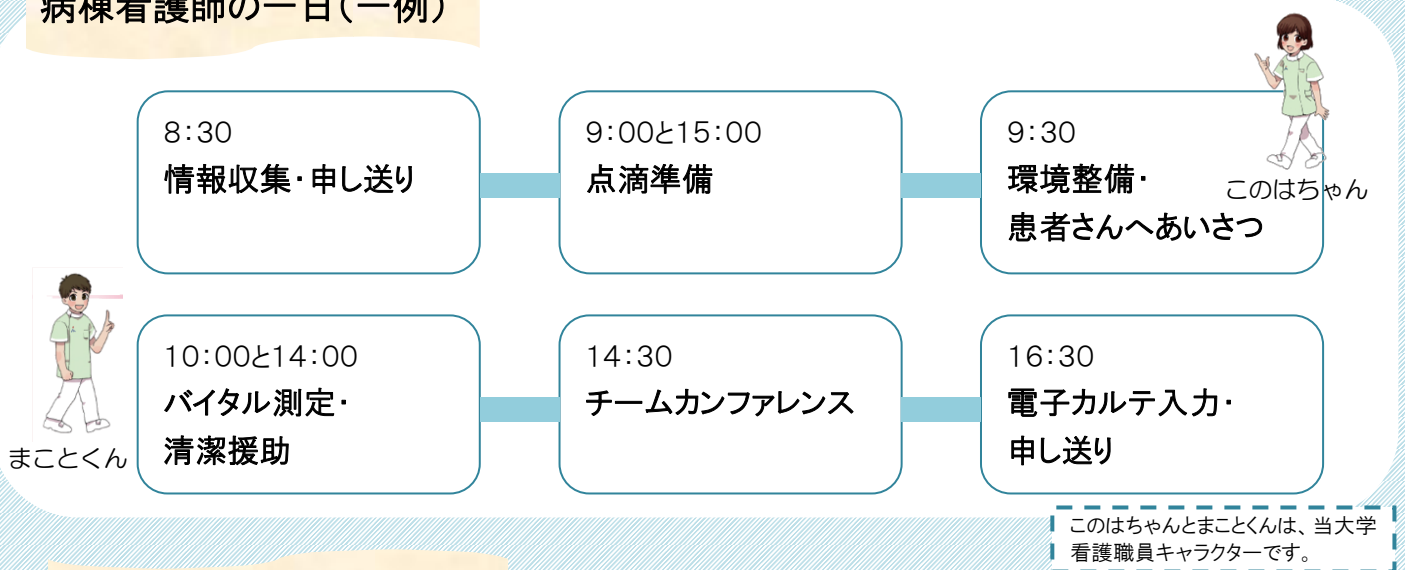 病棟看護師の一日(一例)
8:30
情報収集・申し送り
9:00と15:00
点滴準備
9:30
環境整備・
患者さんへあいさつ
このはちゃん
10:00と14:00
バイタル測定・
清潔援助
14:30
チームカンファレンス
16:30
電子カルテ入力・
申し送り
まことくん
このはちゃんとまことくんは、当大学
看護職員キャラクターです。